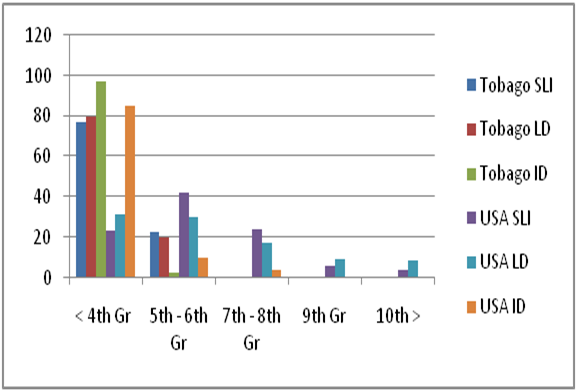 120
100
80
60
40
20
0
< 4th Gr
5th - 6th
Gr
7th - 8th
Gr
9th Gr
10th >
Tobago SLI
Tobago LD
Tobago ID
USA SLI
USA LD
USA ID